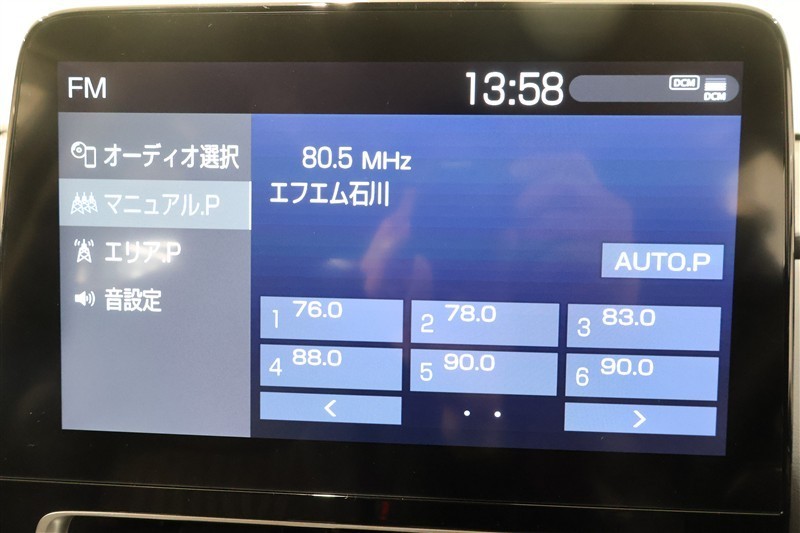 FM
13:58
DCM
DCM
オーディオ選択
マニュアル.P
エリア.P
音設定
80.5 MHz
エフエム石川
AUTO.P
1 76.0
2 78.0
3 83.0
4 88.0
5 90.0
6 90.0
<
>